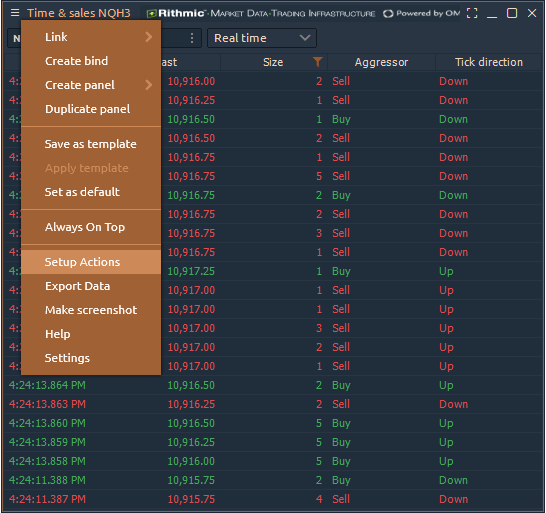 Time & sales NQH3 Rithmic™-Market Data-Trading Infrastructure Powered by OM
N Real time
Link
Create bind
Create panel
Duplicate panel
Save as template
Apply template
Set as default
Always On Top
Setup Actions
Export Data
Make screenshot
Help
Settings
ast Size Aggressor Tick direction
4:2 10,916.00 2 Sell Down
4:2 10,916.25 1 Sell Down
4:2 10,916.50 1 Buy Down
4:2 10,916.50 2 Sell Down
4:2 10,916.75 1 Sell Down
4:2 10,916.75 5 Sell Down
4:2 10,916.75 2 Buy Down
4:2 10,916.75 2 Sell Down
4:2 10,916.75 3 Sell Down
4:2 10,916.75 1 Sell Down
4:2 10,917.25 1 Buy Up
4:2 10,917.00 1 Sell Up
4:2 10,917.00 1 Sell Up
4:2 10,917.00 3 Sell Up
4:2 10,917.00 2 Sell Up
4:2 10,917.00 1 Sell Up
4:24:13.864 PM 10,916.50 2 Buy Up
4:24:13.863 PM 10,916.25 2 Sell Down
4:24:13.860 PM 10,916.50 5 Buy Up
4:24:13.859 PM 10,916.25 5 Buy Up
4:24:13.858 PM 10,916.00 5 Buy Up
4:24:11.388 PM 10,915.75 2 Buy Down
4:24:11.387 PM 10,915.75 4 Sell Down